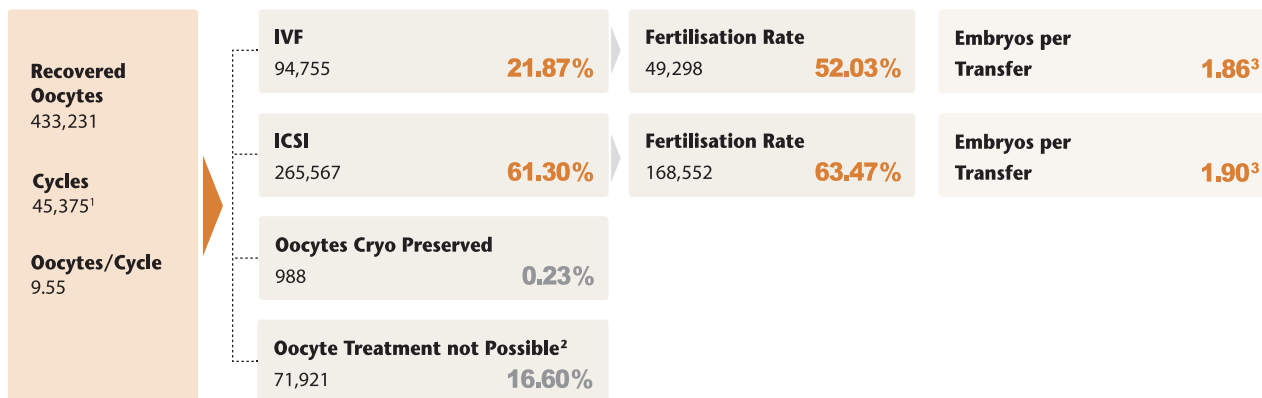 Recovered
Oocytes
433,231
Cycles
45,375¹
Oocytes/Cycle
9.55
IVF
94,755 21.87%
Fertilisation Rate
49,298 52.03%
Embryos per
Transfer 1.86³
ICSI
265,567 61.30%
Fertilisation Rate
168,552 63.47%
Embryos per
Transfer 1.90³
Oocytes Cryo Preserved
988 0.23%
Oocyte Treatment not Possible²
71,921 16.60%